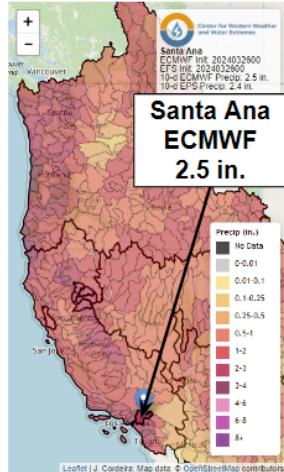 +
−
Center for Western Weather
and Water Extremes
Santa Ana
ECMWF Init: 2024032600
EFS Init: 2024032600
10-d ECMWF Precip: 2.5 in.
10-d EPS Precip: 2.4 in.
Vancouver
Santa Ana
ECMWF
2.5 in.
Seattle
Portland
Precip (in.)
No Data
0-0.01
0.01-0.1
0.1-0.25
0.25-0.5
0.5-1
1-2
2-3
3-4
4-6
6-8
8+
San Jose
Leaflet | J. Cordeira; Map data: © OpenStreetMap contributors